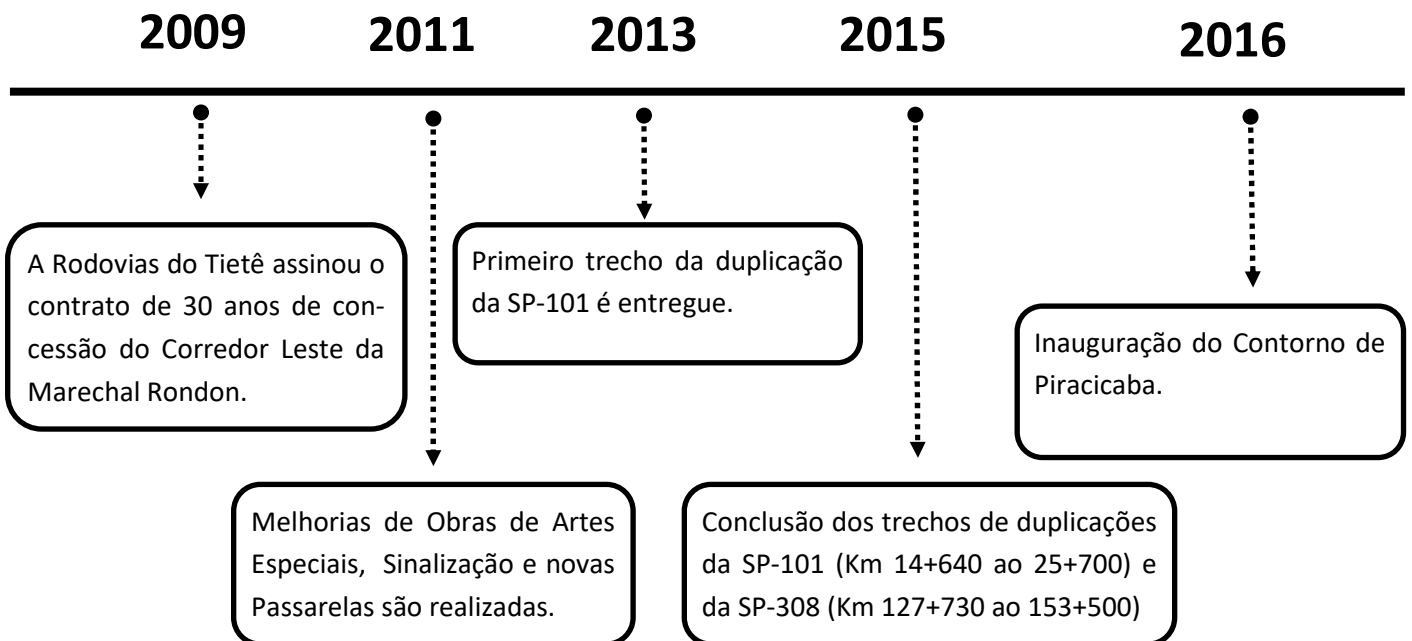 2009
2011
2013
2015
2016
A Rodovias do Tietê assinou o
contrato de 30 anos de con-
cessão do Corredor Leste da
Marechal Rondon.
Primeiro trecho da duplicação
da SP-101 é entregue.
Inauguração do Contorno de
Piracicaba.
Melhorias de Obras de Artes
Especiais, Sinalização e novas
Passarelas são realizadas.
Conclusão dos trechos de duplicações
da SP-101 (Km 14+640 ao 25+700) e
da SP-308 (Km 127+730 ao 153+500)